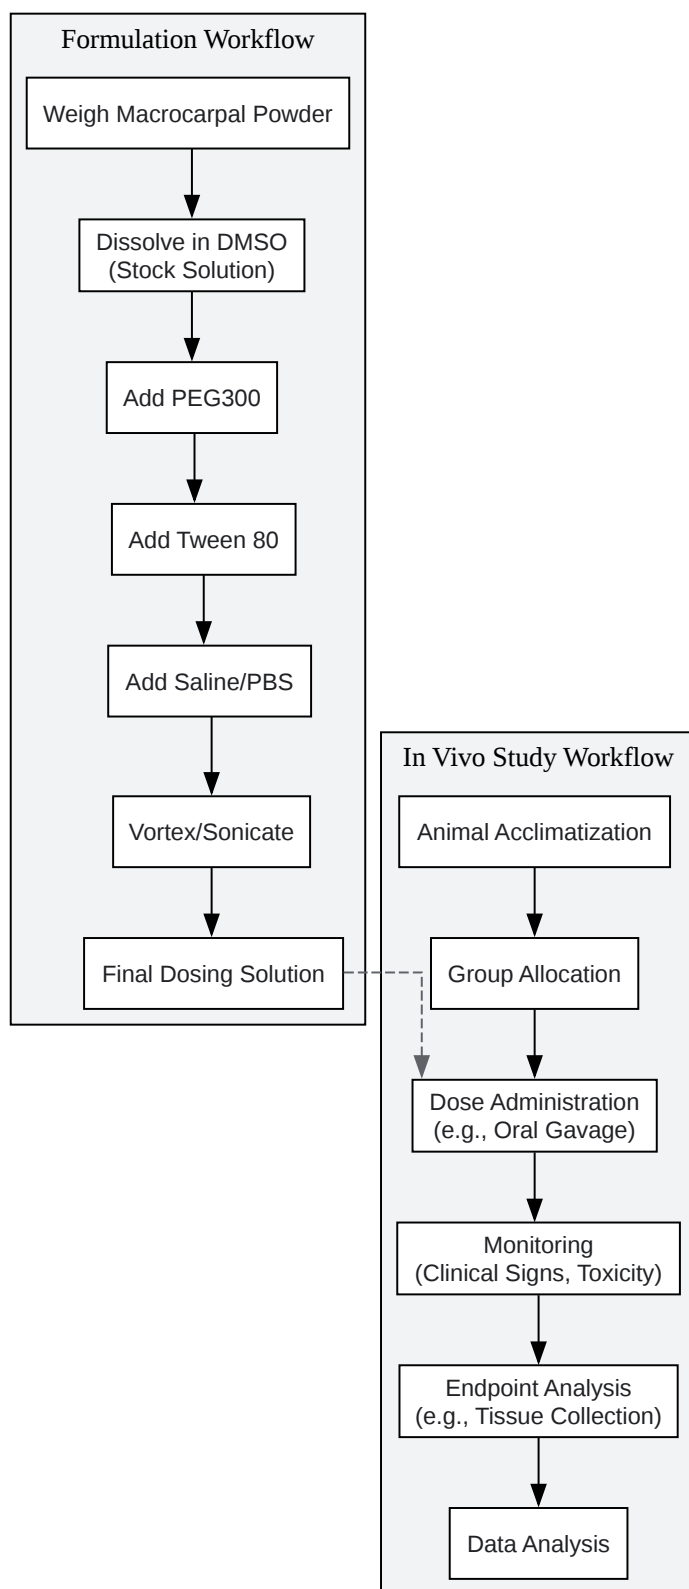 Formulation Workflow
Weigh Macrocarpal Powder
Dissolve in DMSO
(Stock Solution)
Add PEG300
Add Tween 80
Add Saline/PBS
Vortex/Sonicate
Final Dosing Solution
In Vivo Study Workflow
Animal Acclimatization
Group Allocation
Dose Administration
(e.g., Oral Gavage)
Monitoring
(Clinical Signs, Toxicity)
Endpoint Analysis
(e.g., Tissue Collection)
Data Analysis